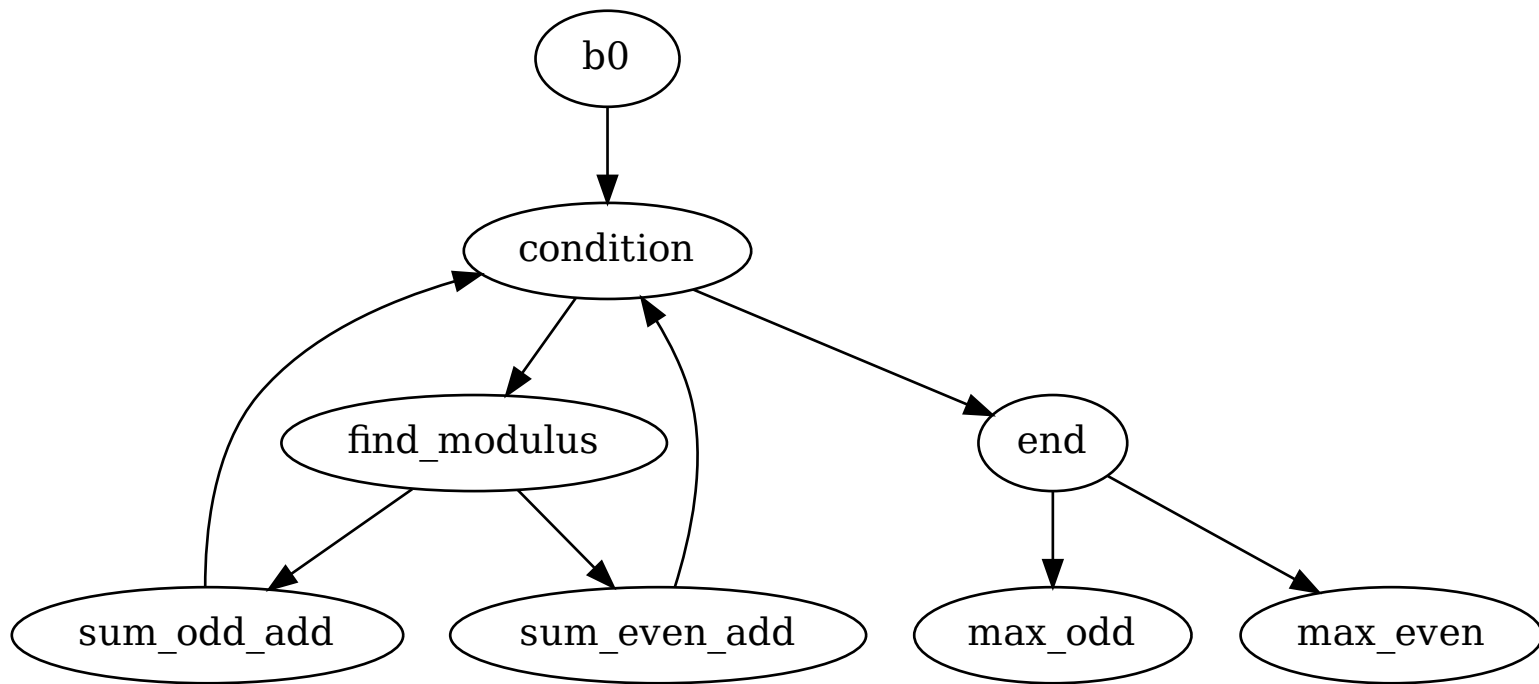 b0
condition
find_modulus
end
sum_odd_add
sum_even_add
max_odd
max_even